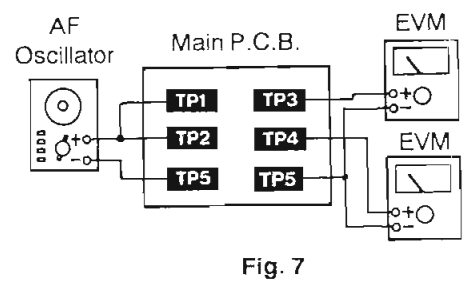 AF
Oscillator
Main P.C.B.
EVM
TP1
TP3
+
−
TP2
TP4
+
−
EVM
TP5
TP5
+
−
Fig. 7